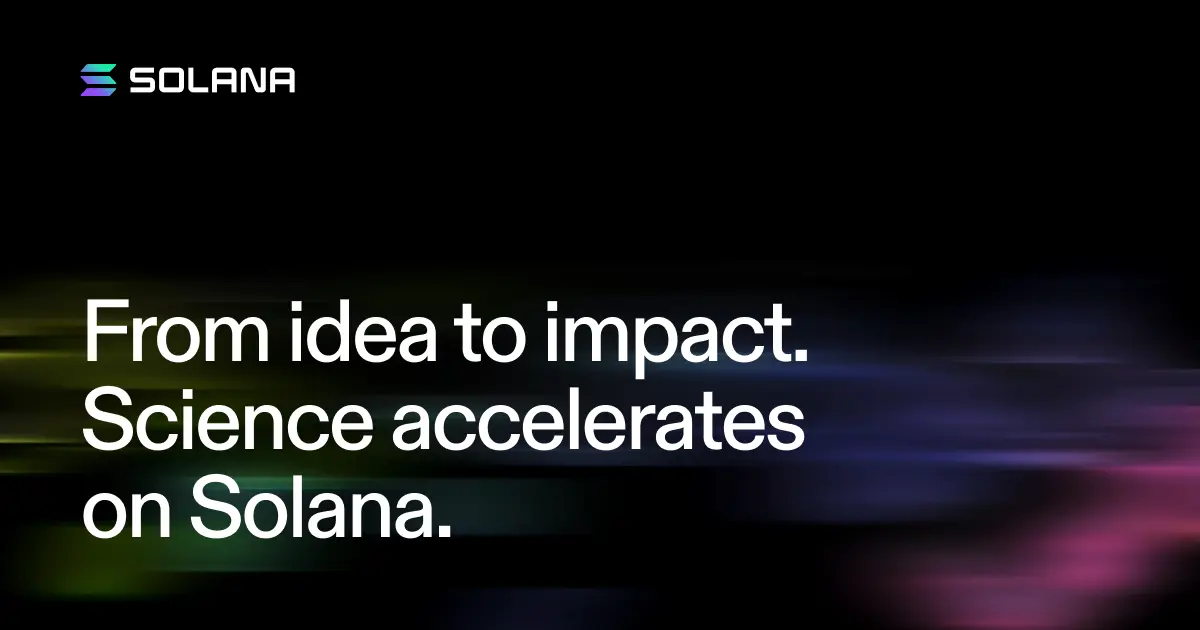 SOLANA
From idea to impact.
Science accelerates
on Solana.